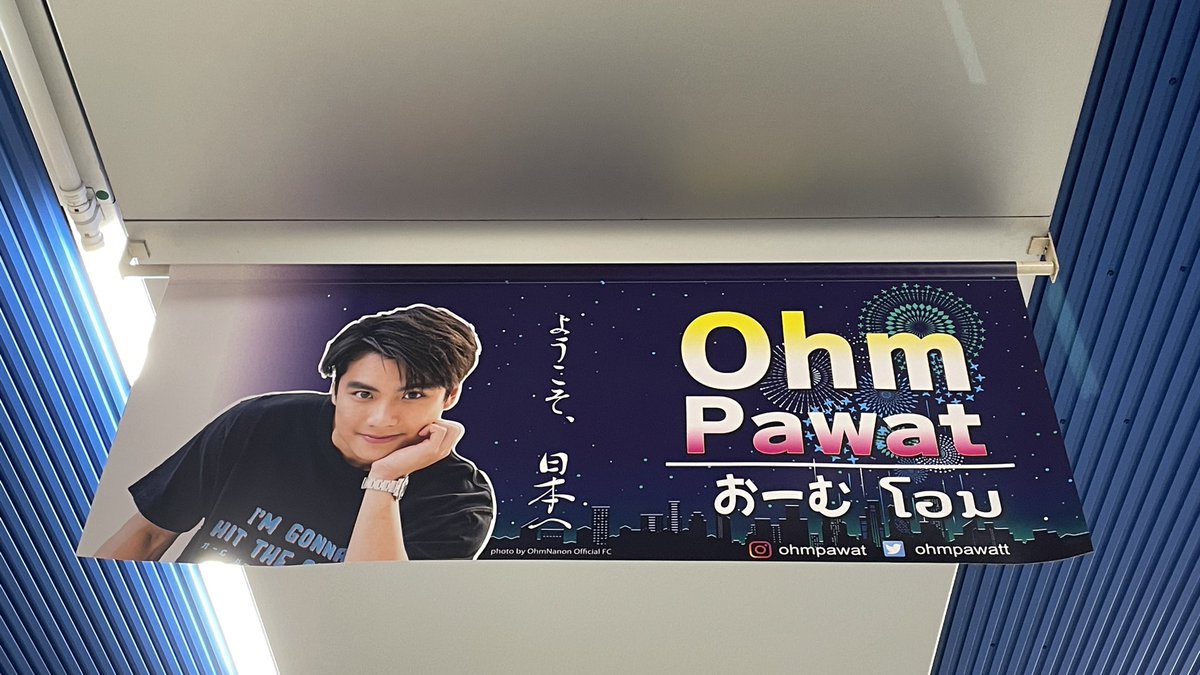 I'M GONNA
HIT THE
ようこそ、
日本へ
photo by OhmNanon Official FC
Ohm
Pawat
おーむ โอม
ohmpawat ohmpawatt